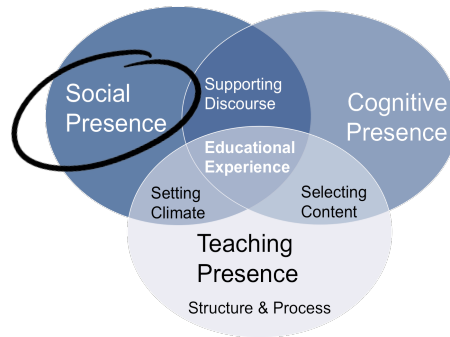 Social
Presence
Supporting
Discourse
Cognitive
Presence
Educational
Experience
Setting
Climate
Selecting
Content
Teaching
Presence
Structure & Process